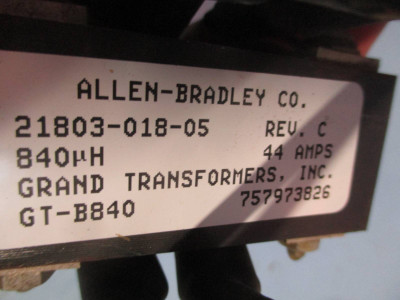 ALLEN-BRADLEY CO.
21803-018-05 REV. C
840µH 44 AMPS
GRAND TRANSFORMERS, INC.
GT-B840 757973826